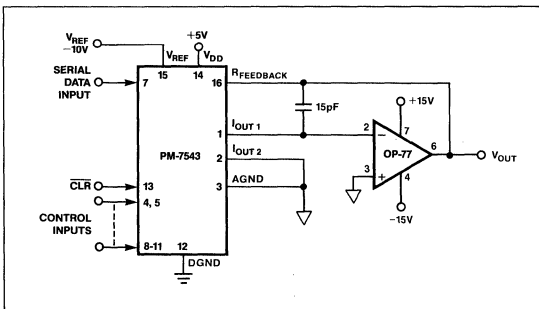 VREF
−10V
+5V
VREF
VDD
15
14
SERIAL
DATA
INPUT
7
16
RFEEDBACK
15pF
+15V
1
IOUT 1
2
−
7
PM-7543
OP-77
6
VOUT
2
IOUT 2
3
+
4
3
AGND
CLR
13
4, 5
−15V
CONTROL
INPUTS
8-11
12
DGND